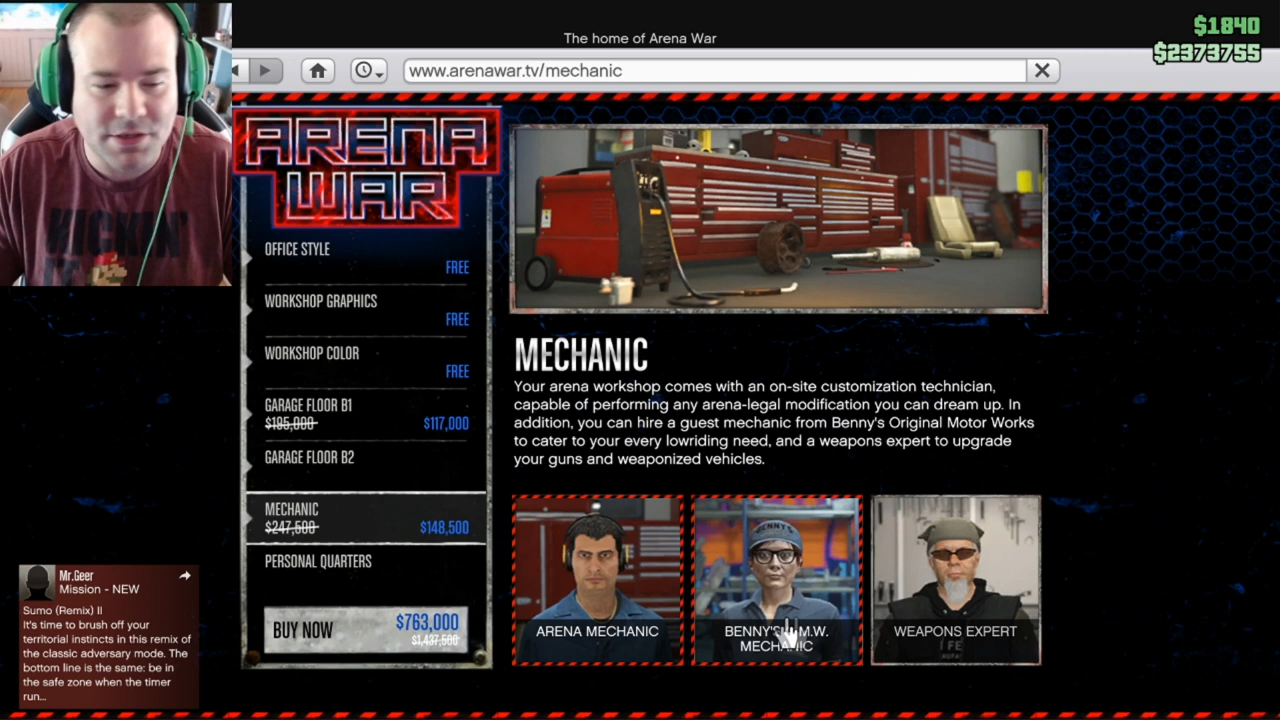 The home of Arena War
$1840
$2373755
www.arenawar.tv/mechanic
ARENA
WAR
OFFICE STYLE
FREE
WORKSHOP GRAPHICS
FREE
WORKSHOP COLOR
FREE
GARAGE FLOOR B1
$195,000 $117,000
GARAGE FLOOR B2
MECHANIC
$247,500 $148,500
PERSONAL QUARTERS
BUY NOW
$763,000
$1,437,500
MECHANIC
Your arena workshop comes with an on-site customization technician,
capable of performing any arena-legal modification you can dream up. In
addition, you can hire a guest mechanic from Benny's Original Motor Works
to cater to your every lowriding need, and a weapons expert to upgrade
your guns and weaponized vehicles.
ARENA MECHANIC
BENNY'S M.W.
MECHANIC
WEAPONS EXPERT
BENNY'S
Mr.Geer
Mission - NEW
Sumo (Remix) II
It's time to brush off your
territorial instincts in this remix of
the classic adversary mode. The
bottom line is the same: be in
the safe zone when the timer
run...
KICKIN'
IT